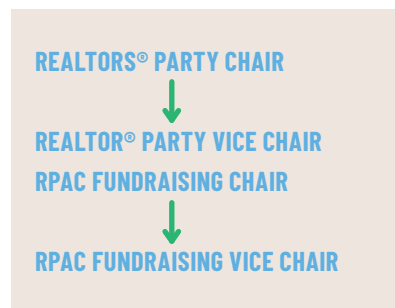 REALTORS® PARTY CHAIR
REALTOR® PARTY VICE CHAIR
RPAC FUNDRAISING CHAIR
RPAC FUNDRAISING VICE CHAIR